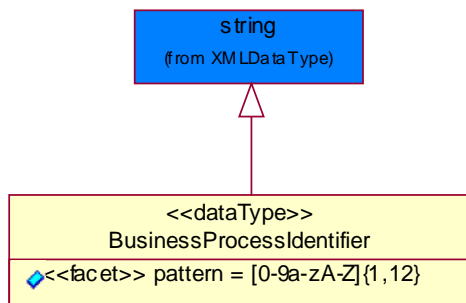 string
(from XMLDataType)
<<dataType>>
BusinessProcessIdentifier
<<facet>> pattern = [0-9a-zA-Z]{1,12}